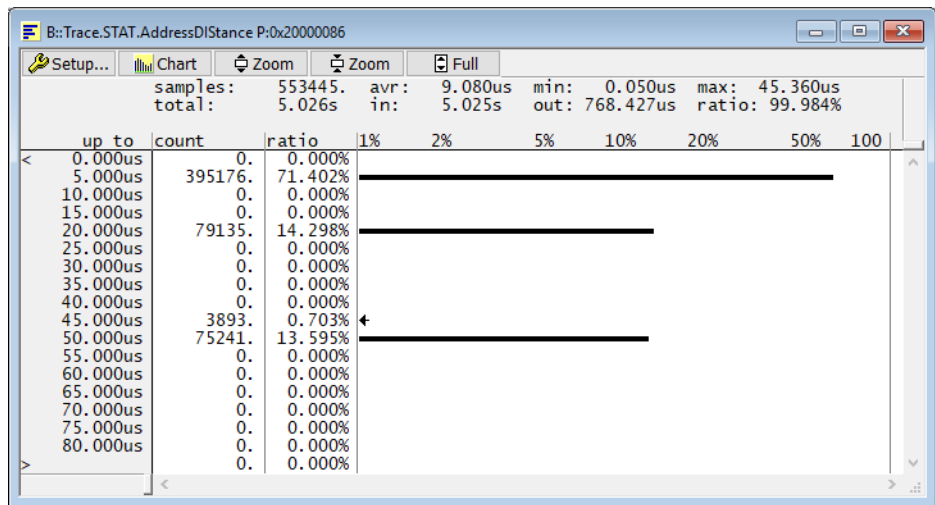 B::Trace.STAT.AddressDIStance P:0x20000086
Setup... Chart Zoom Zoom Full
samples: 553445. avr: 9.080us min: 0.050us max: 45.360us
total: 5.026s in: 5.025s out: 768.427us ratio: 99.984%
up to count ratio 1% 2% 5% 10% 20% 50% 100
< 0.000us 0. 0.000%
5.000us 395176. 71.402%
10.000us 0. 0.000%
15.000us 0. 0.000%
20.000us 79135. 14.298%
25.000us 0. 0.000%
30.000us 0. 0.000%
35.000us 0. 0.000%
40.000us 0. 0.000%
45.000us 3893. 0.703%
50.000us 75241. 13.595%
55.000us 0. 0.000%
60.000us 0. 0.000%
65.000us 0. 0.000%
70.000us 0. 0.000%
75.000us 0. 0.000%
80.000us 0. 0.000%
> 0. 0.000%